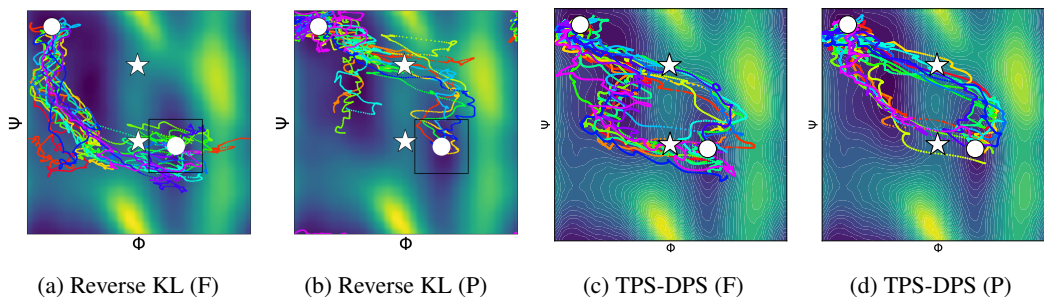 Ψ
Φ
Ψ
Φ
Ψ
Φ
Ψ
Φ
(a) Reverse KL (F)
(b) Reverse KL (P)
(c) TPS-DPS (F)
(d) TPS-DPS (P)